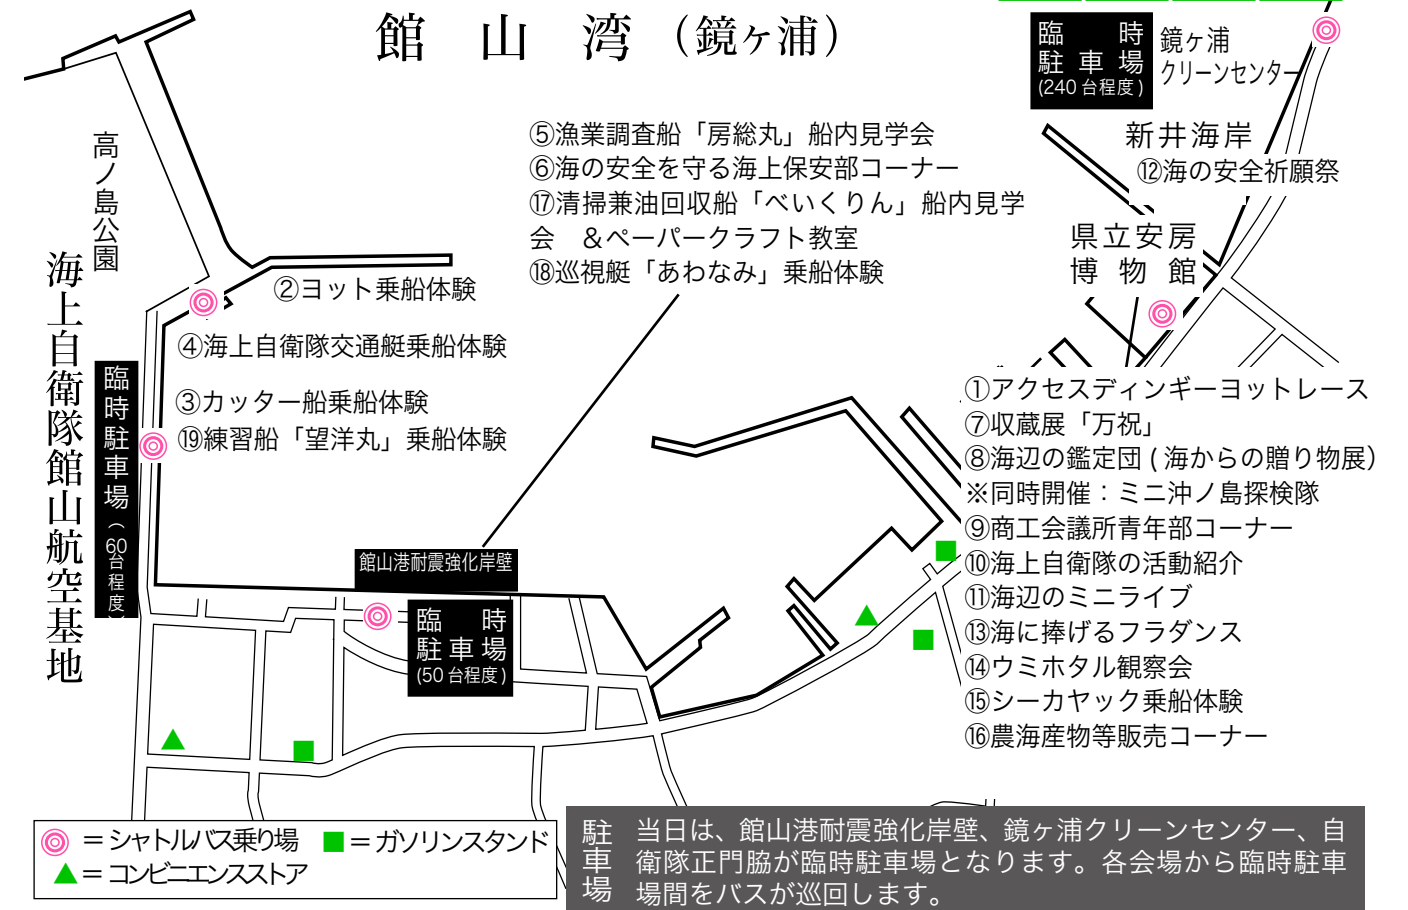 館山湾（鏡ヶ浦）
臨時
駐車場
(240台程度)
鏡ヶ浦
クリーンセンター
高ノ島公園
⑤漁業調査船「房総丸」船内見学会
⑥海の安全を守る海上保安部コーナー
⑰清掃兼油回収船「べいくりん」船内見学
会　＆ペーパークラフト教室
⑱巡視艇「あわなみ」乗船体験
新井海岸
⑫海の安全祈願祭
県立安房
博物館
海上自衛隊館山航空基地
②ヨット乗船体験
④海上自衛隊交通艇乗船体験
③カッター船乗船体験
⑲練習船「望洋丸」乗船体験
臨時駐車場（60台程度）
①アクセスディンギーヨットレース
⑦収蔵展「万祝」
⑧海辺の鑑定団(海からの贈り物展）
※同時開催：ミニ沖ノ島探検隊
⑨商工会議所青年部コーナー
⑩海上自衛隊の活動紹介
⑪海辺のミニライブ
⑬海に捧げるフラダンス
⑭ウミホタル観察会
⑮シーカヤック乗船体験
⑯農海産物等販売コーナー
館山港耐震強化岸壁
臨時
駐車場
(50台程度)
＝シャトルバス乗り場　＝ガソリンスタンド
＝コンビニエンスストア
駐車場
当日は、館山港耐震強化岸壁、鏡ヶ浦クリーンセンター、自
衛隊正門脇が臨時駐車場となります。各会場から臨時駐車
場間をバスが巡回します。